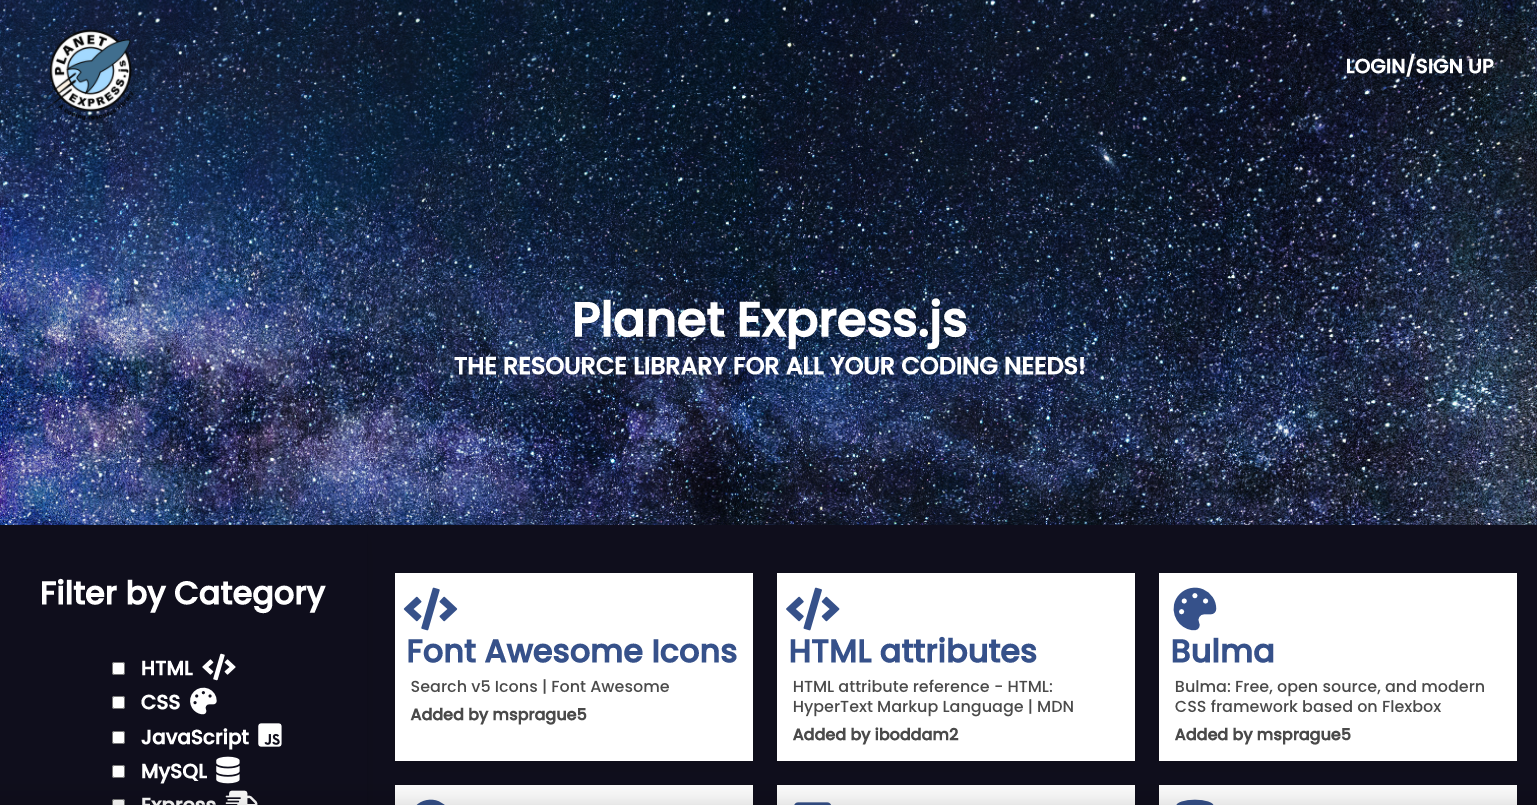 PLANET
EXPRESS.js
LOGIN/SIGN UP
Planet Express.js
THE RESOURCE LIBRARY FOR ALL YOUR CODING NEEDS!
Filter by Category
HTML
CSS
JavaScript JS
MySQL
Express
Font Awesome Icons
Search v5 Icons | Font Awesome
Added by msprague5
HTML attributes
HTML attribute reference - HTML:
HyperText Markup Language | MDN
Added by iboddam2
Bulma
Bulma: Free, open source, and modern
CSS framework based on Flexbox
Added by msprague5